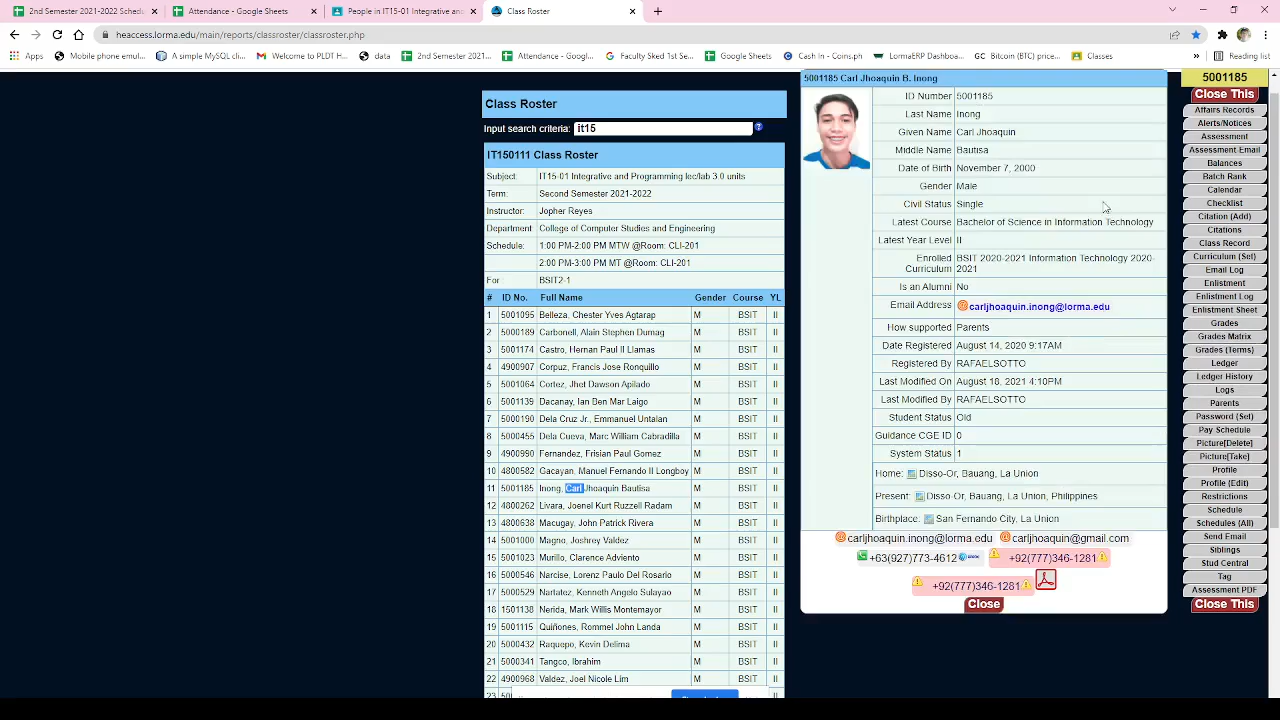 2nd Semester 2021-2022 Schedu
Attendance - Google Sheets
People in IT15-01 Integrative and
Class Roster
heaccess.lorma.edu/main/reports/classroster/classroster.php
Apps
Mobile phone emul...
A simple MySQL cli...
Welcome to PLDT H...
data
2nd Semester 2021...
Attendance - Googl...
Faculty Sked 1st Se...
Google Sheets
Cash In - Coins.ph
LormaERP Dashboa...
Bitcoin (BTC) price...
Classes
»
Reading list
Class Roster
Input search criteria: it15
IT150111 Class Roster
Subject: IT15-01 Integrative and Programming lec/lab 3.0 units
Term: Second Semester 2021-2022
Instructor: Jopher Reyes
Department: College of Computer Studies and Engineering
Schedule: 1:00 PM-2:00 PM MTW @Room: CLI-201
2:00 PM-3:00 PM MT @Room: CLI-201
For BSIT2-1
# ID No. Full Name Gender Course YL
1 5001095 Belleza, Chester Yves Agtarap M BSIT II
2 5000189 Carbonell, Alain Stephen Dumag M BSIT II
3 5001174 Castro, Hernan Paul II Llamas M BSIT II
4 4900907 Corpuz, Francis Jose Ronquillo M BSIT II
5 5001064 Cortez, Jhet Dawson Apilado M BSIT II
6 5001139 Dacanay, Ian Ben Mar Laigo M BSIT II
7 5000190 Dela Cruz Jr., Emmanuel Untalan M BSIT II
8 5000455 Dela Cueva, Marc William Cabradilla M BSIT II
9 4900990 Fernandez, Frisian Paul Gomez M BSIT II
10 4800582 Gacayan, Manuel Fernando II Longboy M BSIT II
11 5001185 Inong, Carl Jhoaquin Bautisa M BSIT II
12 4800262 Livara, Joenel Kurt Ruzzell Radam M BSIT II
13 4800638 Macugay, John Patrick Rivera M BSIT II
14 5001000 Magno, Joshrey Valdez M BSIT II
15 5001023 Murillo, Clarence Adviento M BSIT II
16 5000546 Narcise, Lorenz Paulo Del Rosario M BSIT II
17 5000529 Nartatez, Kenneth Angelo Sulayao M BSIT II
18 1501138 Nerida, Mark Willis Montemayor M BSIT II
19 5001115 Quiñones, Rommel John Landa M BSIT II
20 5000432 Raquepo, Kevin Delima M BSIT II
21 5000341 Tangco, Ibrahim M BSIT II
22 4900968 Valdez, Joel Nicole Lim M BSIT II
5001185 Carl Jhoaquin B. Inong
ID Number 5001185
Last Name Inong
Given Name Carl Jhoaquin
Middle Name Bautisa
Date of Birth November 7, 2000
Gender Male
Civil Status Single
Latest Course Bachelor of Science in Information Technology
Latest Year Level II
Enrolled BSIT 2020-2021 Information Technology 2020-
Curriculum 2021
Is an Alumni No
Email Address carljhoaquin.inong@lorma.edu
How supported Parents
Date Registered August 14, 2020 9:17AM
Registered By RAFAELSOTTO
Last Modified On August 18, 2021 4:10PM
Last Modified By RAFAELSOTTO
Student Status Old
Guidance CGE ID 0
System Status 1
Home: Disso-Or, Bauang, La Union
Present: Disso-Or, Bauang, La Union, Philippines
Birthplace: San Fernando City, La Union
carljhoaquin.inong@lorma.edu carljhoaquin@gmail.com
+63(927)773-4612 +92(777)346-1281
+92(777)346-1281
Close
5001185
Close This
Affairs Records
Alerts/Notices
Assessment
Assessment Email
Balances
Batch Rank
Calendar
Checklist
Citation (Add)
Citations
Class Record
Curriculum (Set)
Email Log
Enlistment
Enlistment Log
Enlistment Sheet
Grades
Grades Matrix
Grades (Terms)
Ledger
Ledger History
Logs
Parents
Password (Set)
Pay Schedule
Picture[Delete]
Picture[Take]
Profile
Profile (Edit)
Restrictions
Schedule
Schedules (All)
Send Email
Siblings
Stud Central
Tag
Assessment PDF
Close This